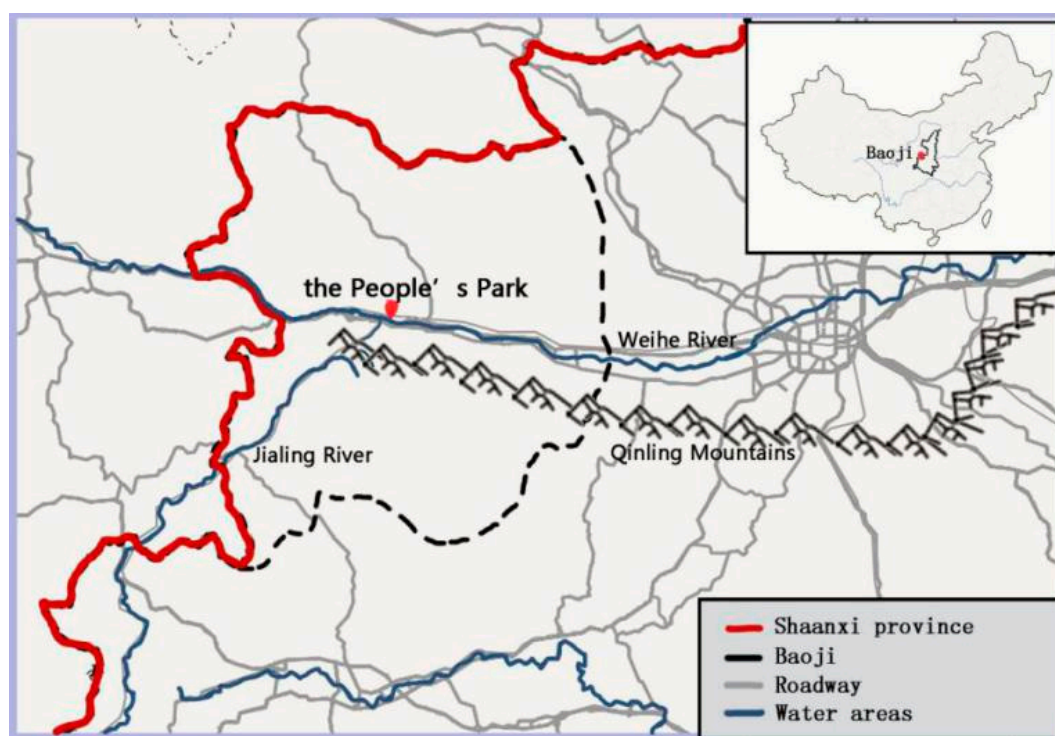 Baoji
the People’s Park
Weihe River
Jialing River
Qinling Mountains
Shaanxi province
Baoji
Roadway
Water areas